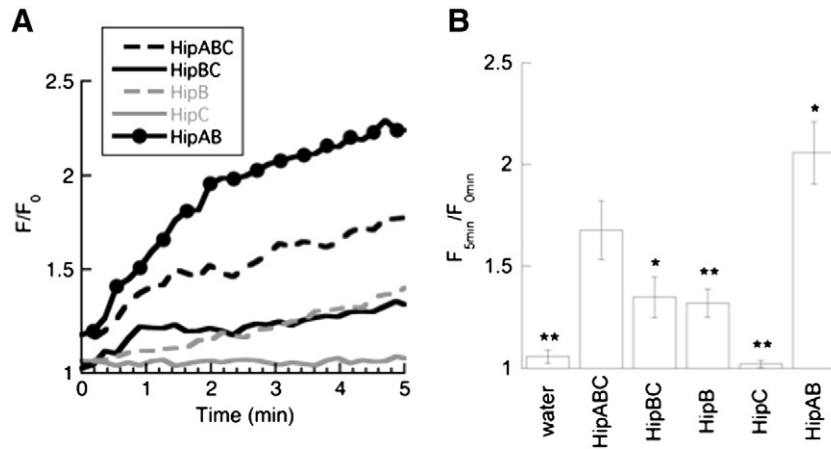 A
HipABC
HipBC
HipB
HipC
HipAB
2.5
2
1.5
1
F/F0
0 1 2 3 4 5
Time (min)
B
2.5
2
1.5
1
F5min/F0min
★★
★
★★
★★
★
water
HipABC
HipBC
HipB
HipC
HipAB